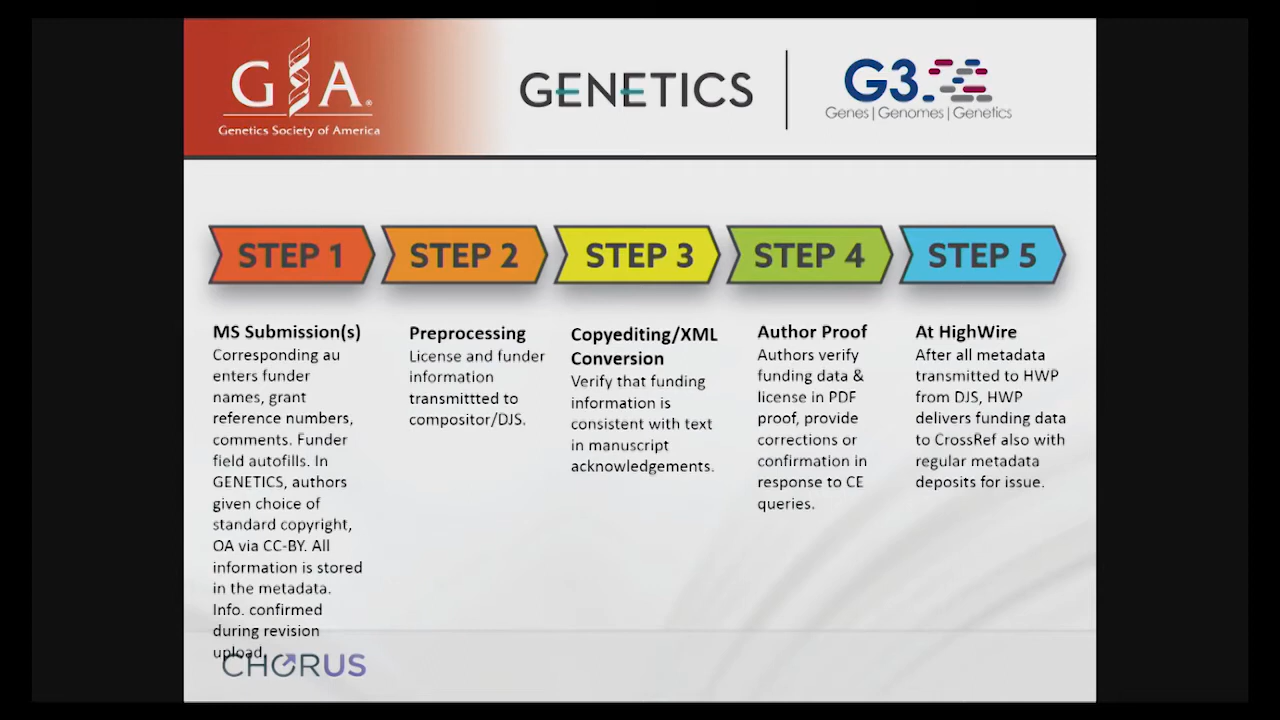 GSA®
Genetics Society of America
GENETICS
G3
Genes|Genomes|Genetics
STEP 1
STEP 2
STEP 3
STEP 4
STEP 5
MS Submission(s)
Corresponding au
enters funder
names, grant
reference numbers,
comments. Funder
field autofills. In
GENETICS, authors
given choice of
standard copyright,
OA via CC-BY. All
information is stored
in the metadata.
Info. confirmed
during revision
upload.
Preprocessing
License and funder
information
transmittted to
compositor/DJS.
Copyediting/XML
Conversion
Verify that funding
information is
consistent with text
in manuscript
acknowledgements.
Author Proof
Authors verify
funding data &
license in PDF
proof, provide
corrections or
confirmation in
response to CE
queries.
At HighWire
After all metadata
transmitted to HWP
from DJS, HWP
delivers funding data
to CrossRef also with
regular metadata
deposits for issue.
CHORUS